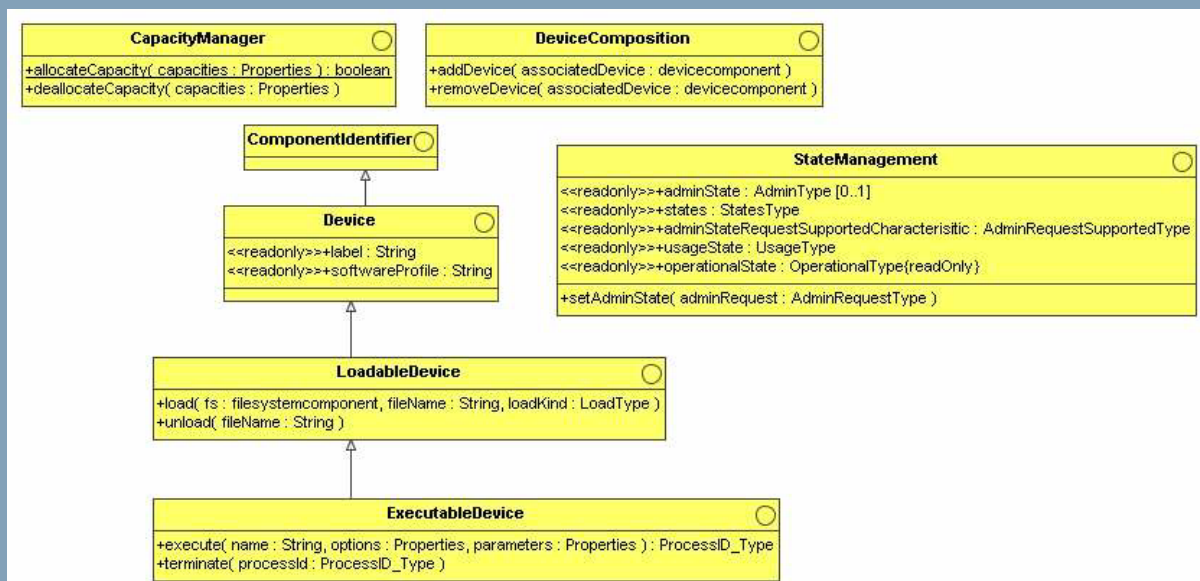 CapacityManager
+allocateCapacity( capacities : Properties ) : boolean
+deallocateCapacity( capacities : Properties )
DeviceComposition
+addDevice( associatedDevice : devicecomponent )
+removeDevice( associatedDevice : devicecomponent )
ComponentIdentifier
StateManagement
<<readonly>>+adminState : AdminType [0..1]
<<readonly>>+states : StatesType
<<readonly>>+adminStateRequestSupportedCharacterisitic : AdminRequestSupportedType
<<readonly>>+usageState : UsageType
<<readonly>>+operationalState : OperationalType{readOnly}
+setAdminState( adminRequest : AdminRequestType )
Device
<<readonly>>+label : String
<<readonly>>+softwareProfile : String
LoadableDevice
+load( fs : filesystemcomponent, fileName : String, loadKind : LoadType )
+unload( fileName : String )
ExecutableDevice
+execute( name : String, options : Properties, parameters : Properties ) : ProcessID_Type
+terminate( processId : ProcessID_Type )